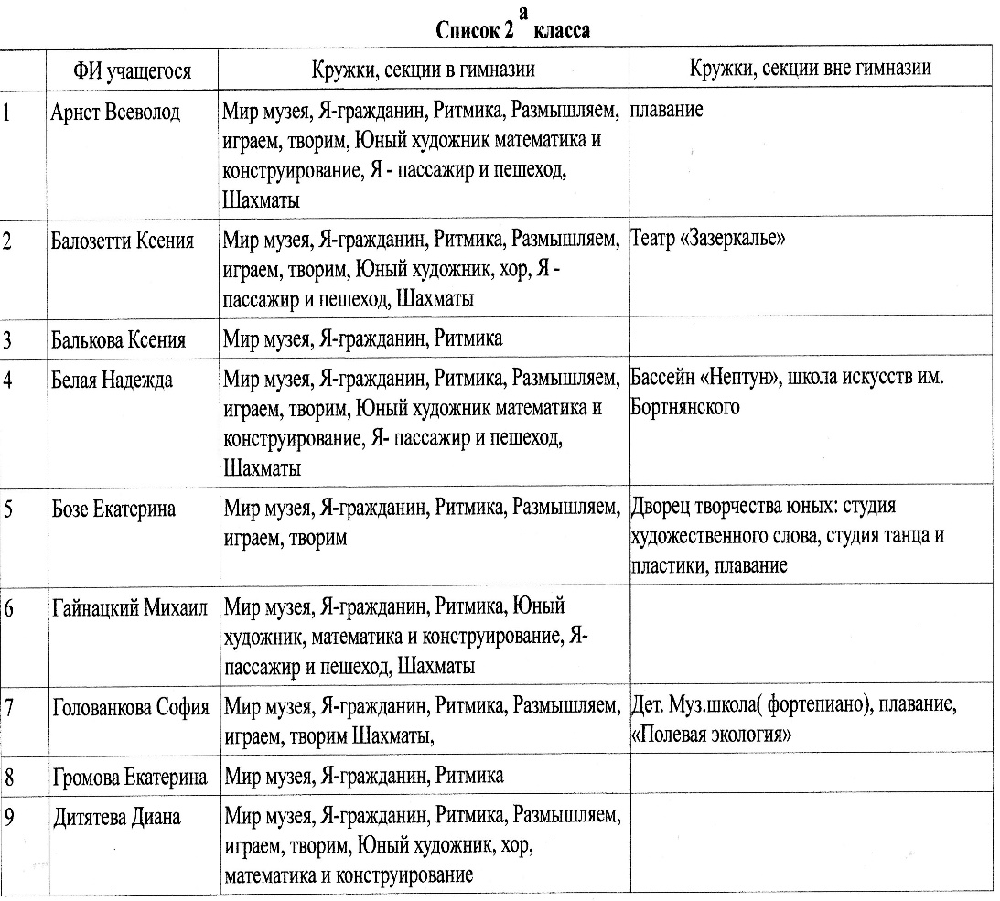 а
Список 2 класса
ФИ учащегося Кружки, секции в гимназии Кружки, секции вне гимназии
1 Арнст Всеволод Мир музея, Я-гражданин, Ритмика, Размышляем, плавание
играем, творим, Юный художник математика и
конструирование, Я - пассажир и пешеход,
Шахматы
2 Балозетти Ксения Мир музея, Я-гражданин, Ритмика, Размышляем, Театр «Зазеркалье»
играем, творим, Юный художник, хор, Я -
пассажир и пешеход, Шахматы
3 Балькова Ксения Мир музея, Я-гражданин, Ритмика
4 Белая Надежда Мир музея, Я-гражданин, Ритмика, Размышляем, Бассейн «Нептун», школа искусств им.
играем, творим, Юный художник математика и Бортнянского
конструирование, Я- пассажир и пешеход,
Шахматы
5 Бозе Екатерина Мир музея, Я-гражданин, Ритмика, Размышляем, Дворец творчества юных: студия
играем, творим художественного слова, студия танца и
пластики, плавание
6 Гайнацкий Михаил Мир музея, Я-гражданин, Ритмика, Юный
художник, математика и конструирование, Я-
пассажир и пешеход, Шахматы
7 Голованкова София Мир музея, Я-гражданин, Ритмика, Размышляем, Дет. Муз.школа( фортепиано), плавание,
играем, творим Шахматы, «Полевая экология»
8 Громова Екатерина Мир музея, Я-гражданин, Ритмика
9 Дитятева Диана Мир музея, Я-гражданин, Ритмика, Размышляем,
играем, творим, Юный художник, хор,
математика и конструирование